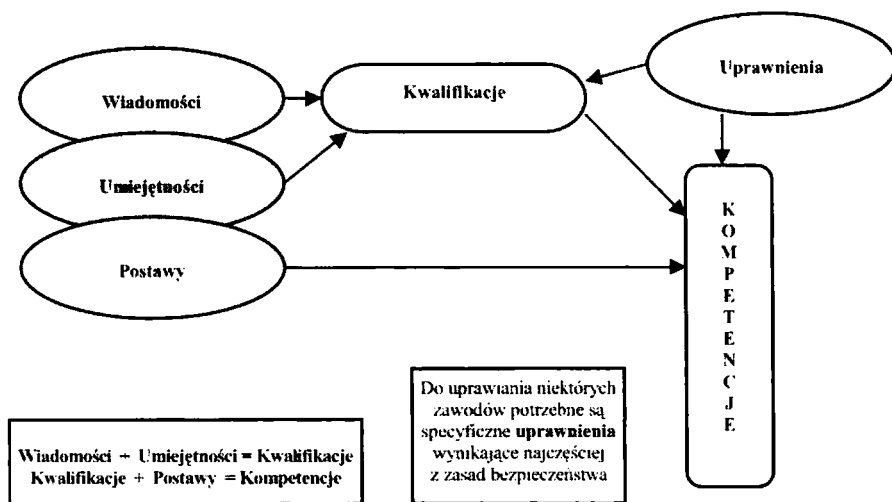 Wiadomości
Kwalifikacje
Uprawnienia
Umiejętności
Postawy
K
O
M
P
E
T
E
N
C
J
E
Do uprawiania niektórych
zawodów potrzebne są
specyficzne uprawnienia
wynikające najczęściej
z zasad bezpieczeństwa
Wiadomości + Umiejętności = Kwalifikacje
Kwalifikacje + Postawy = Kompetencje